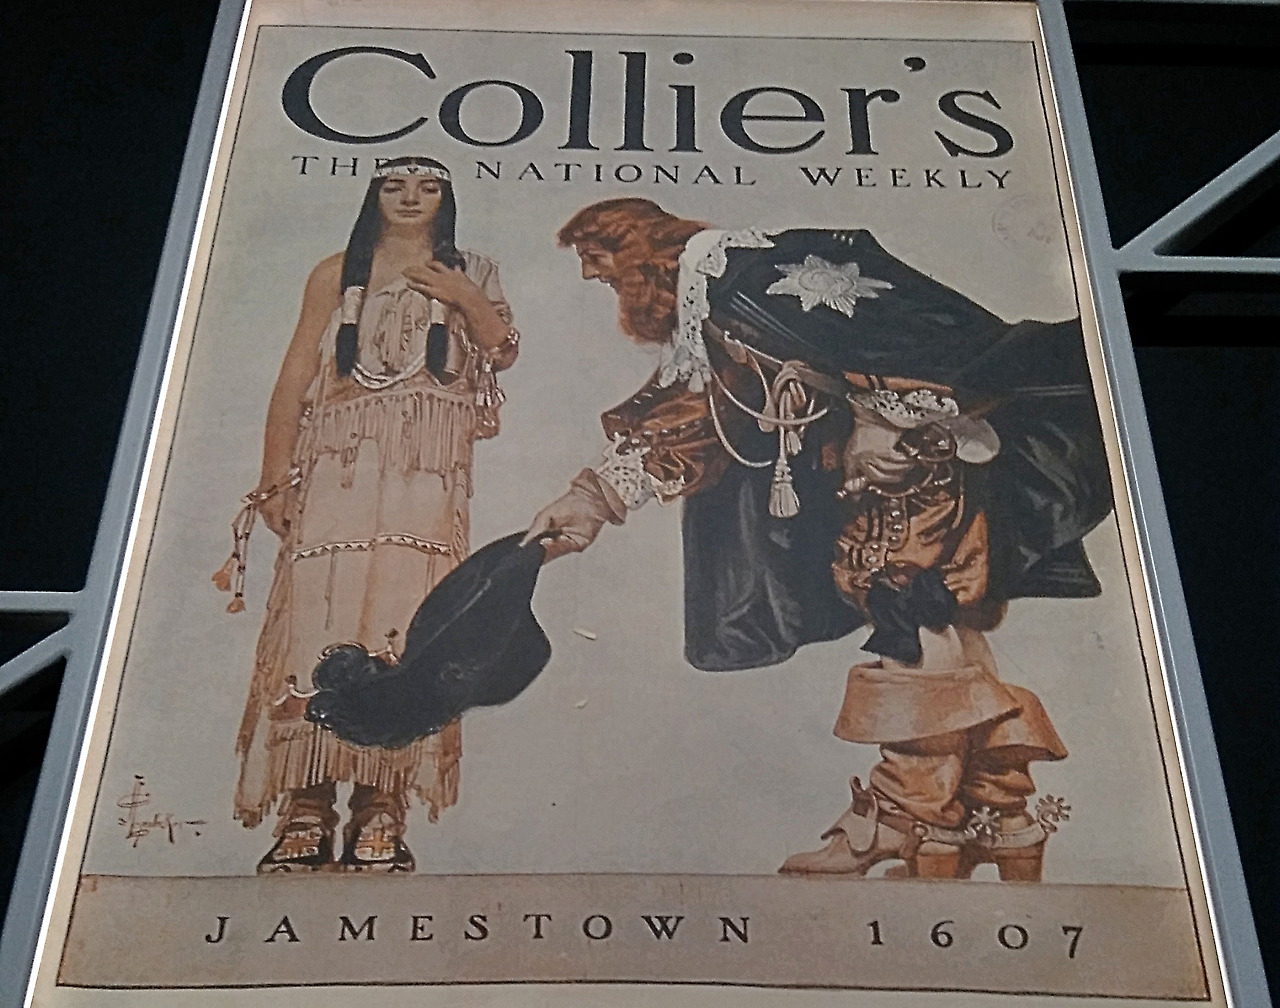 Collier's
THE NATIONAL WEEKLY
JAMESTOWN 1607